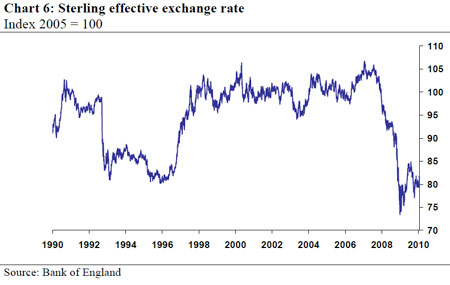 Chart 6: Sterling effective exchange rate
Index 2005 = 100
110
105
100
95
90
85
80
75
70
1990 1992 1994 1996 1998 2000 2002 2004 2006 2008 2010
Source: Bank of England